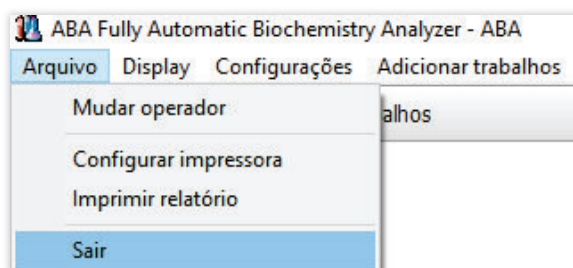 ABA Fully Automatic Biochemistry Analyzer - ABA
Arquivo Display Configurações Adicionar trabalhos
Mudar operador
alhos
Configurar impressora
Imprimir relatório
Sair